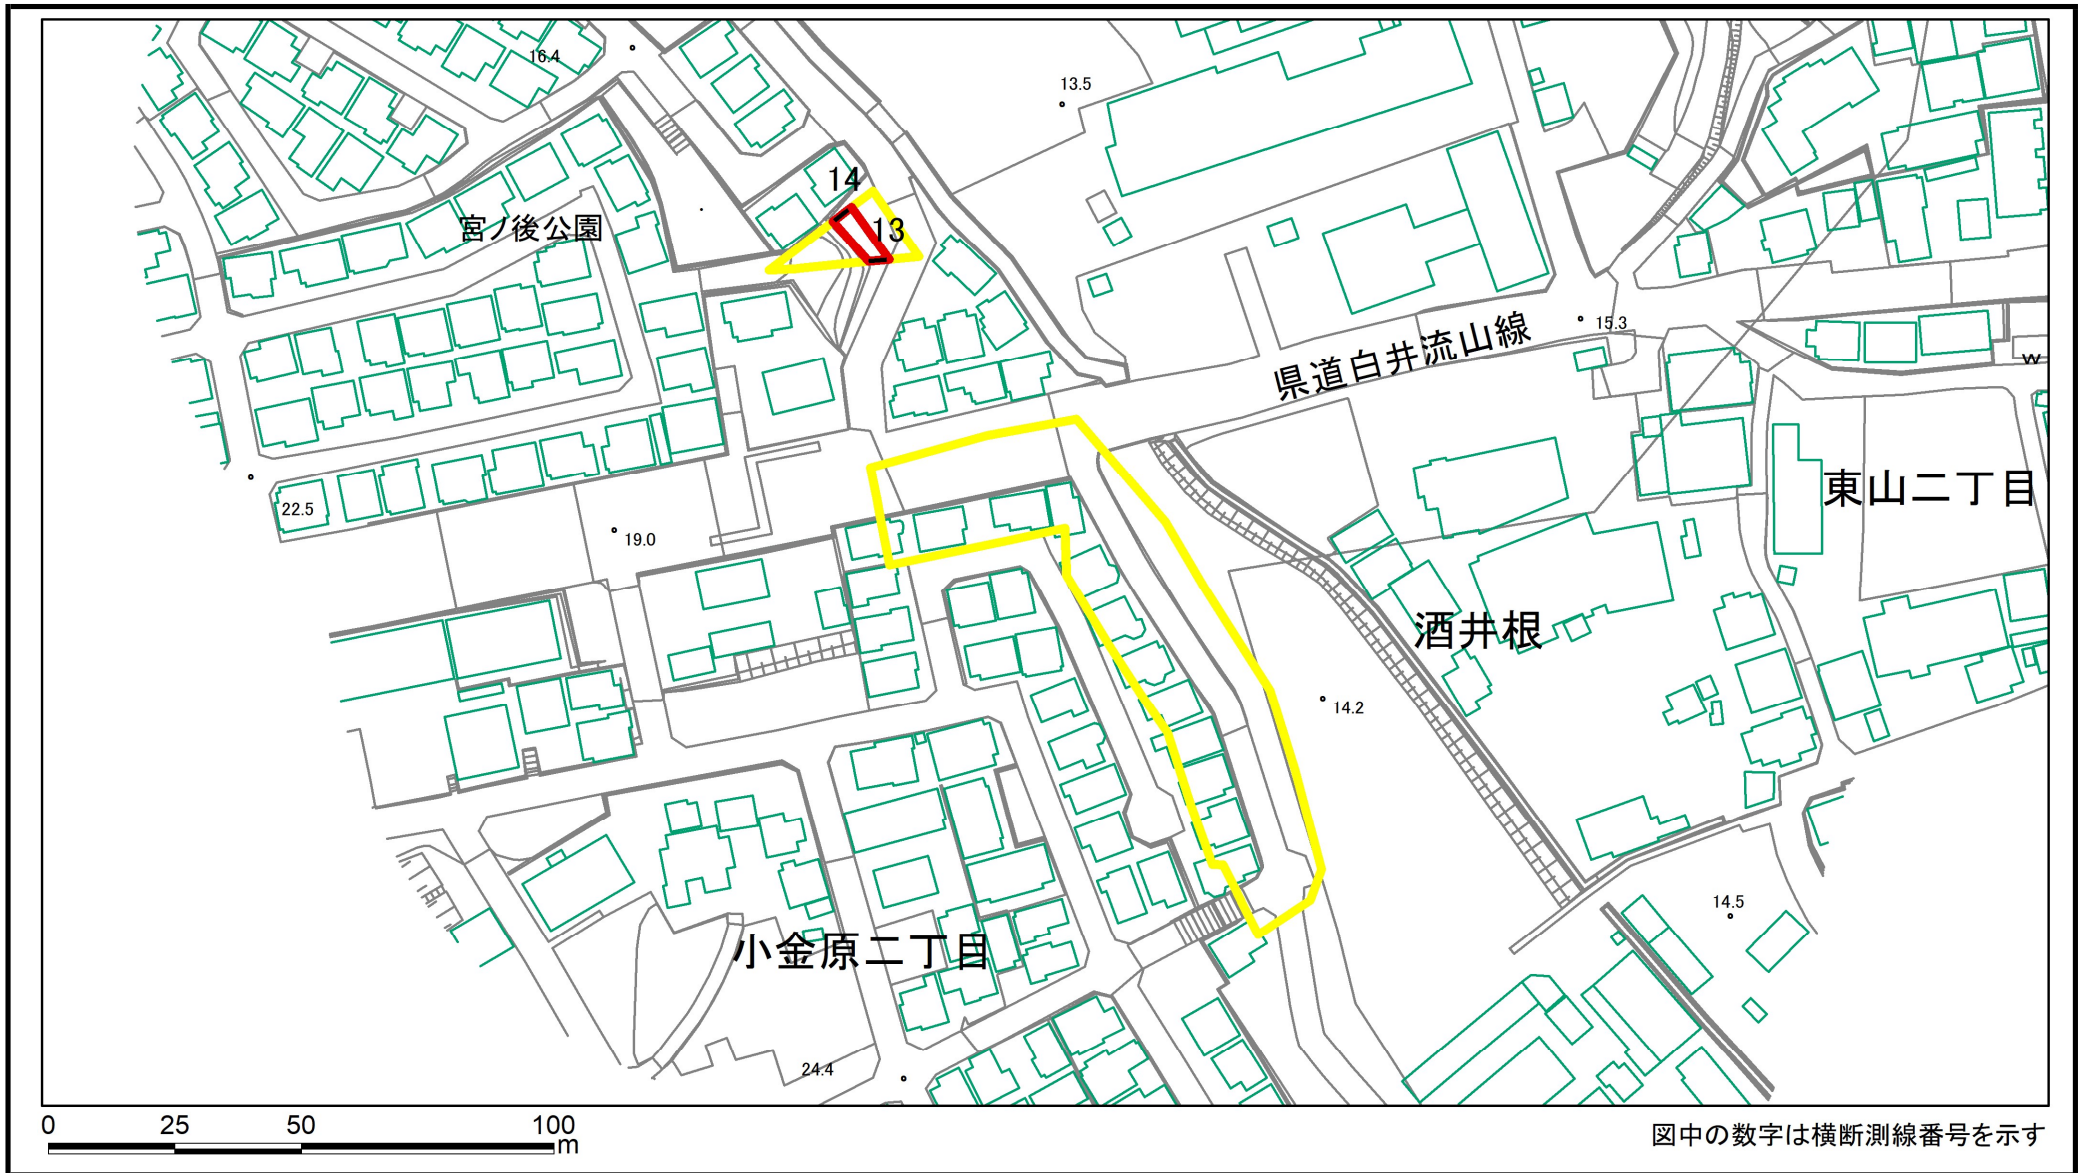 16.4
13.5
14
13
宮ノ後公園
県道白井流山線
15.3
w
22.5
19.0
東山二丁目
酒井根
14.2
14.5
小金原二丁目
24.4
0 25 50 100
m
図中の数字は横断測線番号を示す